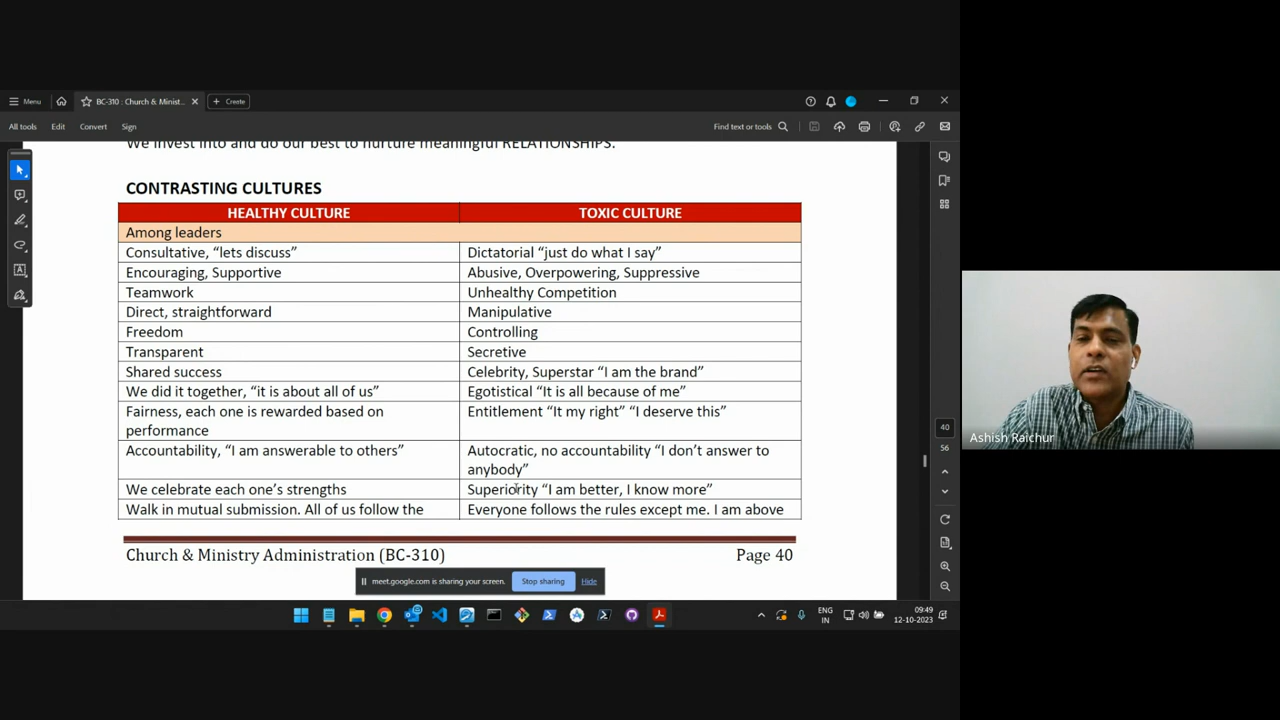 Menu
BC-310 : Church & Minist...
Create
All tools Edit Convert Sign
Find text or tools
We invest into and do our best to nurture meaningful RELATIONSHIPS.
CONTRASTING CULTURES
HEALTHY CULTURE TOXIC CULTURE
Among leaders
Consultative, “lets discuss” Dictatorial “just do what I say”
Encouraging, Supportive Abusive, Overpowering, Suppressive
Teamwork Unhealthy Competition
Direct, straightforward Manipulative
Freedom Controlling
Transparent Secretive
Shared success Celebrity, Superstar “I am the brand”
We did it together, “it is about all of us” Egotistical “It is all because of me”
Fairness, each one is rewarded based on Entitlement “It my right” “I deserve this”
performance
Accountability, “I am answerable to others” Autocratic, no accountability “I don’t answer to
anybody”
We celebrate each one’s strengths Superiority “I am better, I know more”
Walk in mutual submission. All of us follow the Everyone follows the rules except me. I am above
Church & Ministry Administration (BC-310) Page 40
40
56
meet.google.com is sharing your screen. Stop sharing Hide
ENG
IN
09:49
12-10-2023
Ashish Raichur